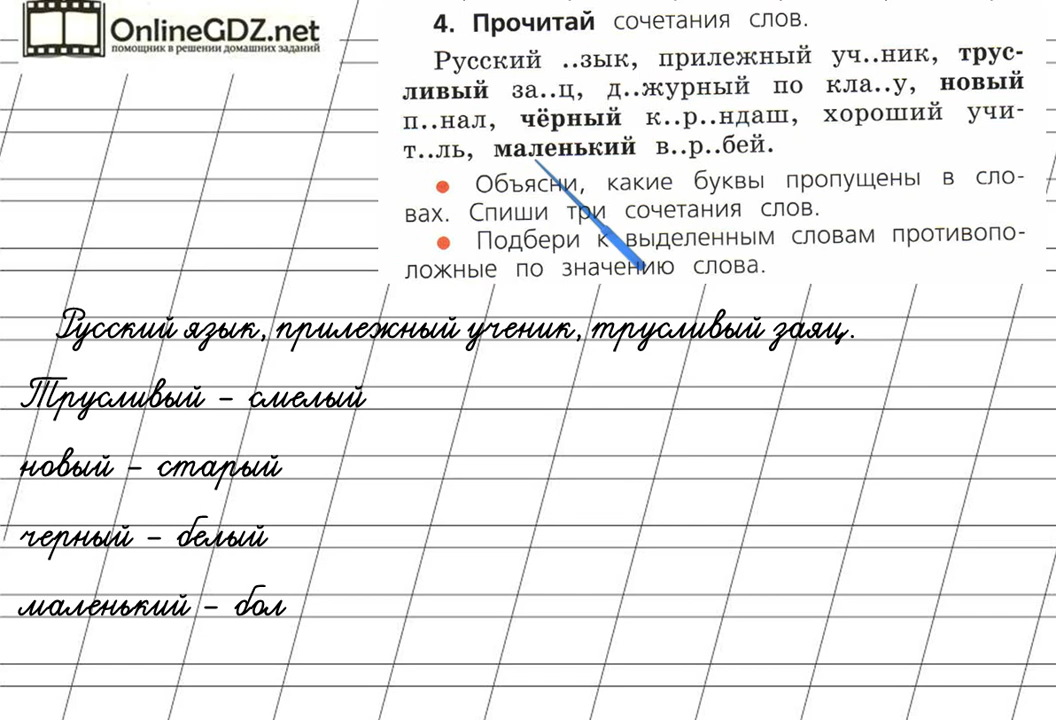 OnlineGDZ.net
помощник в решении домашних заданий
4. Прочитай сочетания слов.
Русский ..зык, прилежный уч..ник, трус-
ливый за..ц, д..журный по кла..у, новый
п..нал, чёрный к..р..ндаш, хороший учи-
т..ль, маленький в..р..бей.
● Объясни, какие буквы пропущены в сло-
вах. Спиши три сочетания слов.
● Подбери к выделенным словам противопо-
ложные по значению слова.
Русский язык, прилежный ученик, трусливый заяц.
Трусливый – смелый
новый – старый
черный – белый
маленький – бол